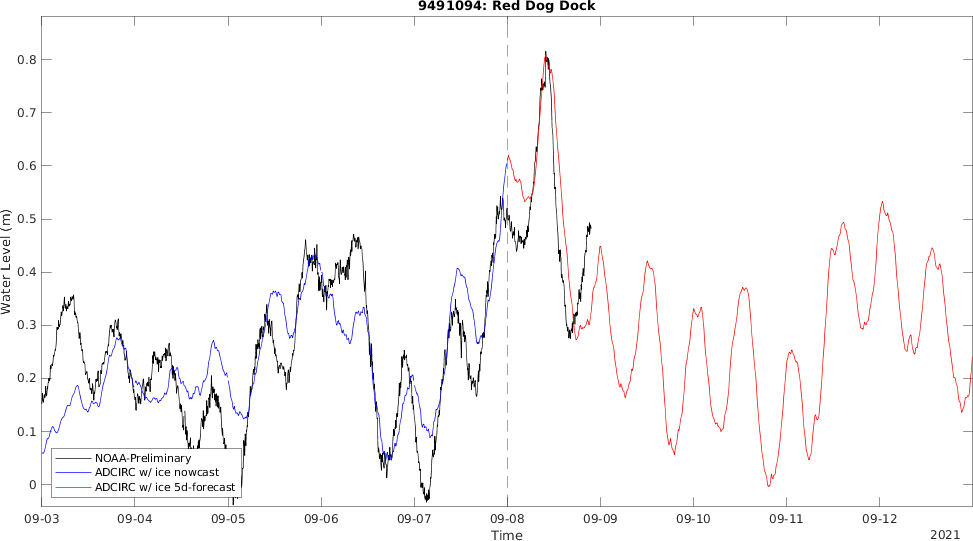 9491094: Red Dog Dock
Water Level (m)
0.8
0.7
0.6
0.5
0.4
0.3
0.2
0.1
0
NOAA-Preliminary
ADCIRC w/ ice nowcast
ADCIRC w/ ice 5d-forecast
09-03 09-04 09-05 09-06 09-07 09-08 09-09 09-10 09-11 09-12
Time
2021